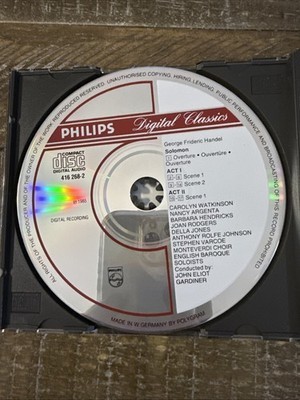 ALL RIGHTS OF THE PRODUCER AND OF THE OWNER OF THE WORK REPRODUCED RESERVED. UNAUTHORISED COPYING, HIRING, LENDING, PUBLIC PERFORMANCE AND BROADCASTING OF THIS RECORD PROHIBITED
PHILIPS
Digital Classics
COMPACT
disc
DIGITAL AUDIO
416 268-2
DIGITAL RECORDING
George Frideric Handel
Solomon
1 Overture • Ouvertüre •
Ouverture
ACT I
Scene 1
Scene 2
ACT II
Scene 1
CAROLYN WATKINSON
NANCY ARGENTA
BARBARA HENDRICKS
JOAN RODGERS
DELLA JONES
ANTHONY ROLFE JOHNSON
STEPHEN VARCOE
MONTEVERDI CHOIR
ENGLISH BAROQUE
SOLOISTS
Conducted by:
JOHN ELIOT
GARDINER
PHILIPS
MADE IN W. GERMANY BY POLYGRAM